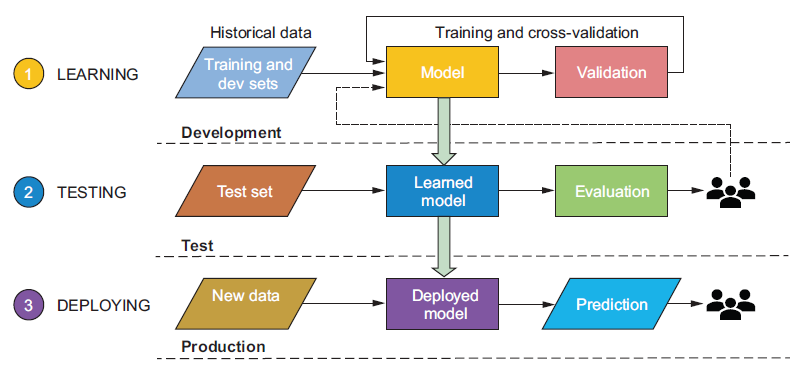 Historical data
Training and cross-validation
1 LEARNING
Training and
dev sets
Model
Validation
Development
2 TESTING
Test set
Learned
model
Evaluation
Test
3 DEPLOYING
New data
Deployed
model
Prediction
Production